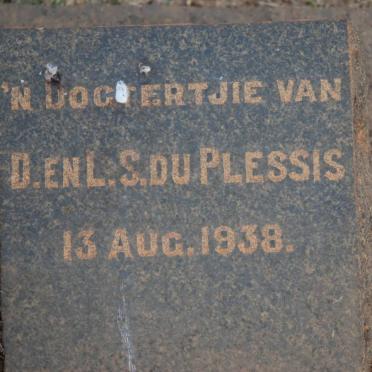 'N DOGTERTJIE VAN
D. EN L. S. DU PLESSIS
13 AUG. 1938.